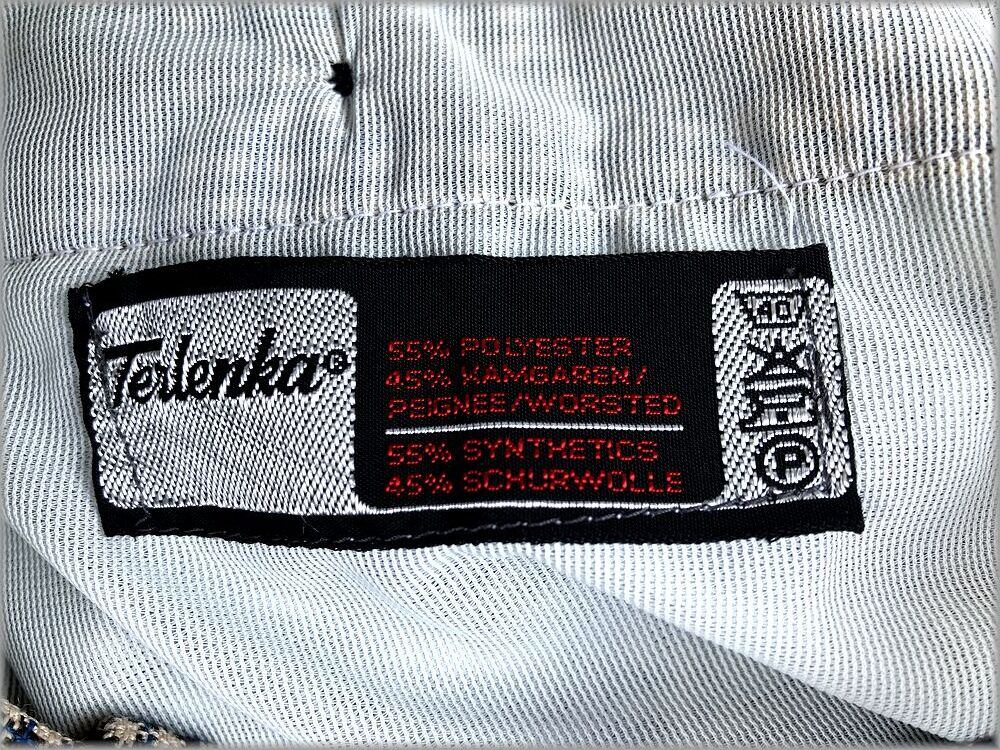 Terlenka®
55% POLYESTER
45% KAMGAREN/
PEIGNEE/WORSTED
55% SYNTHETICS
45% SCHURWOLLE
40
P